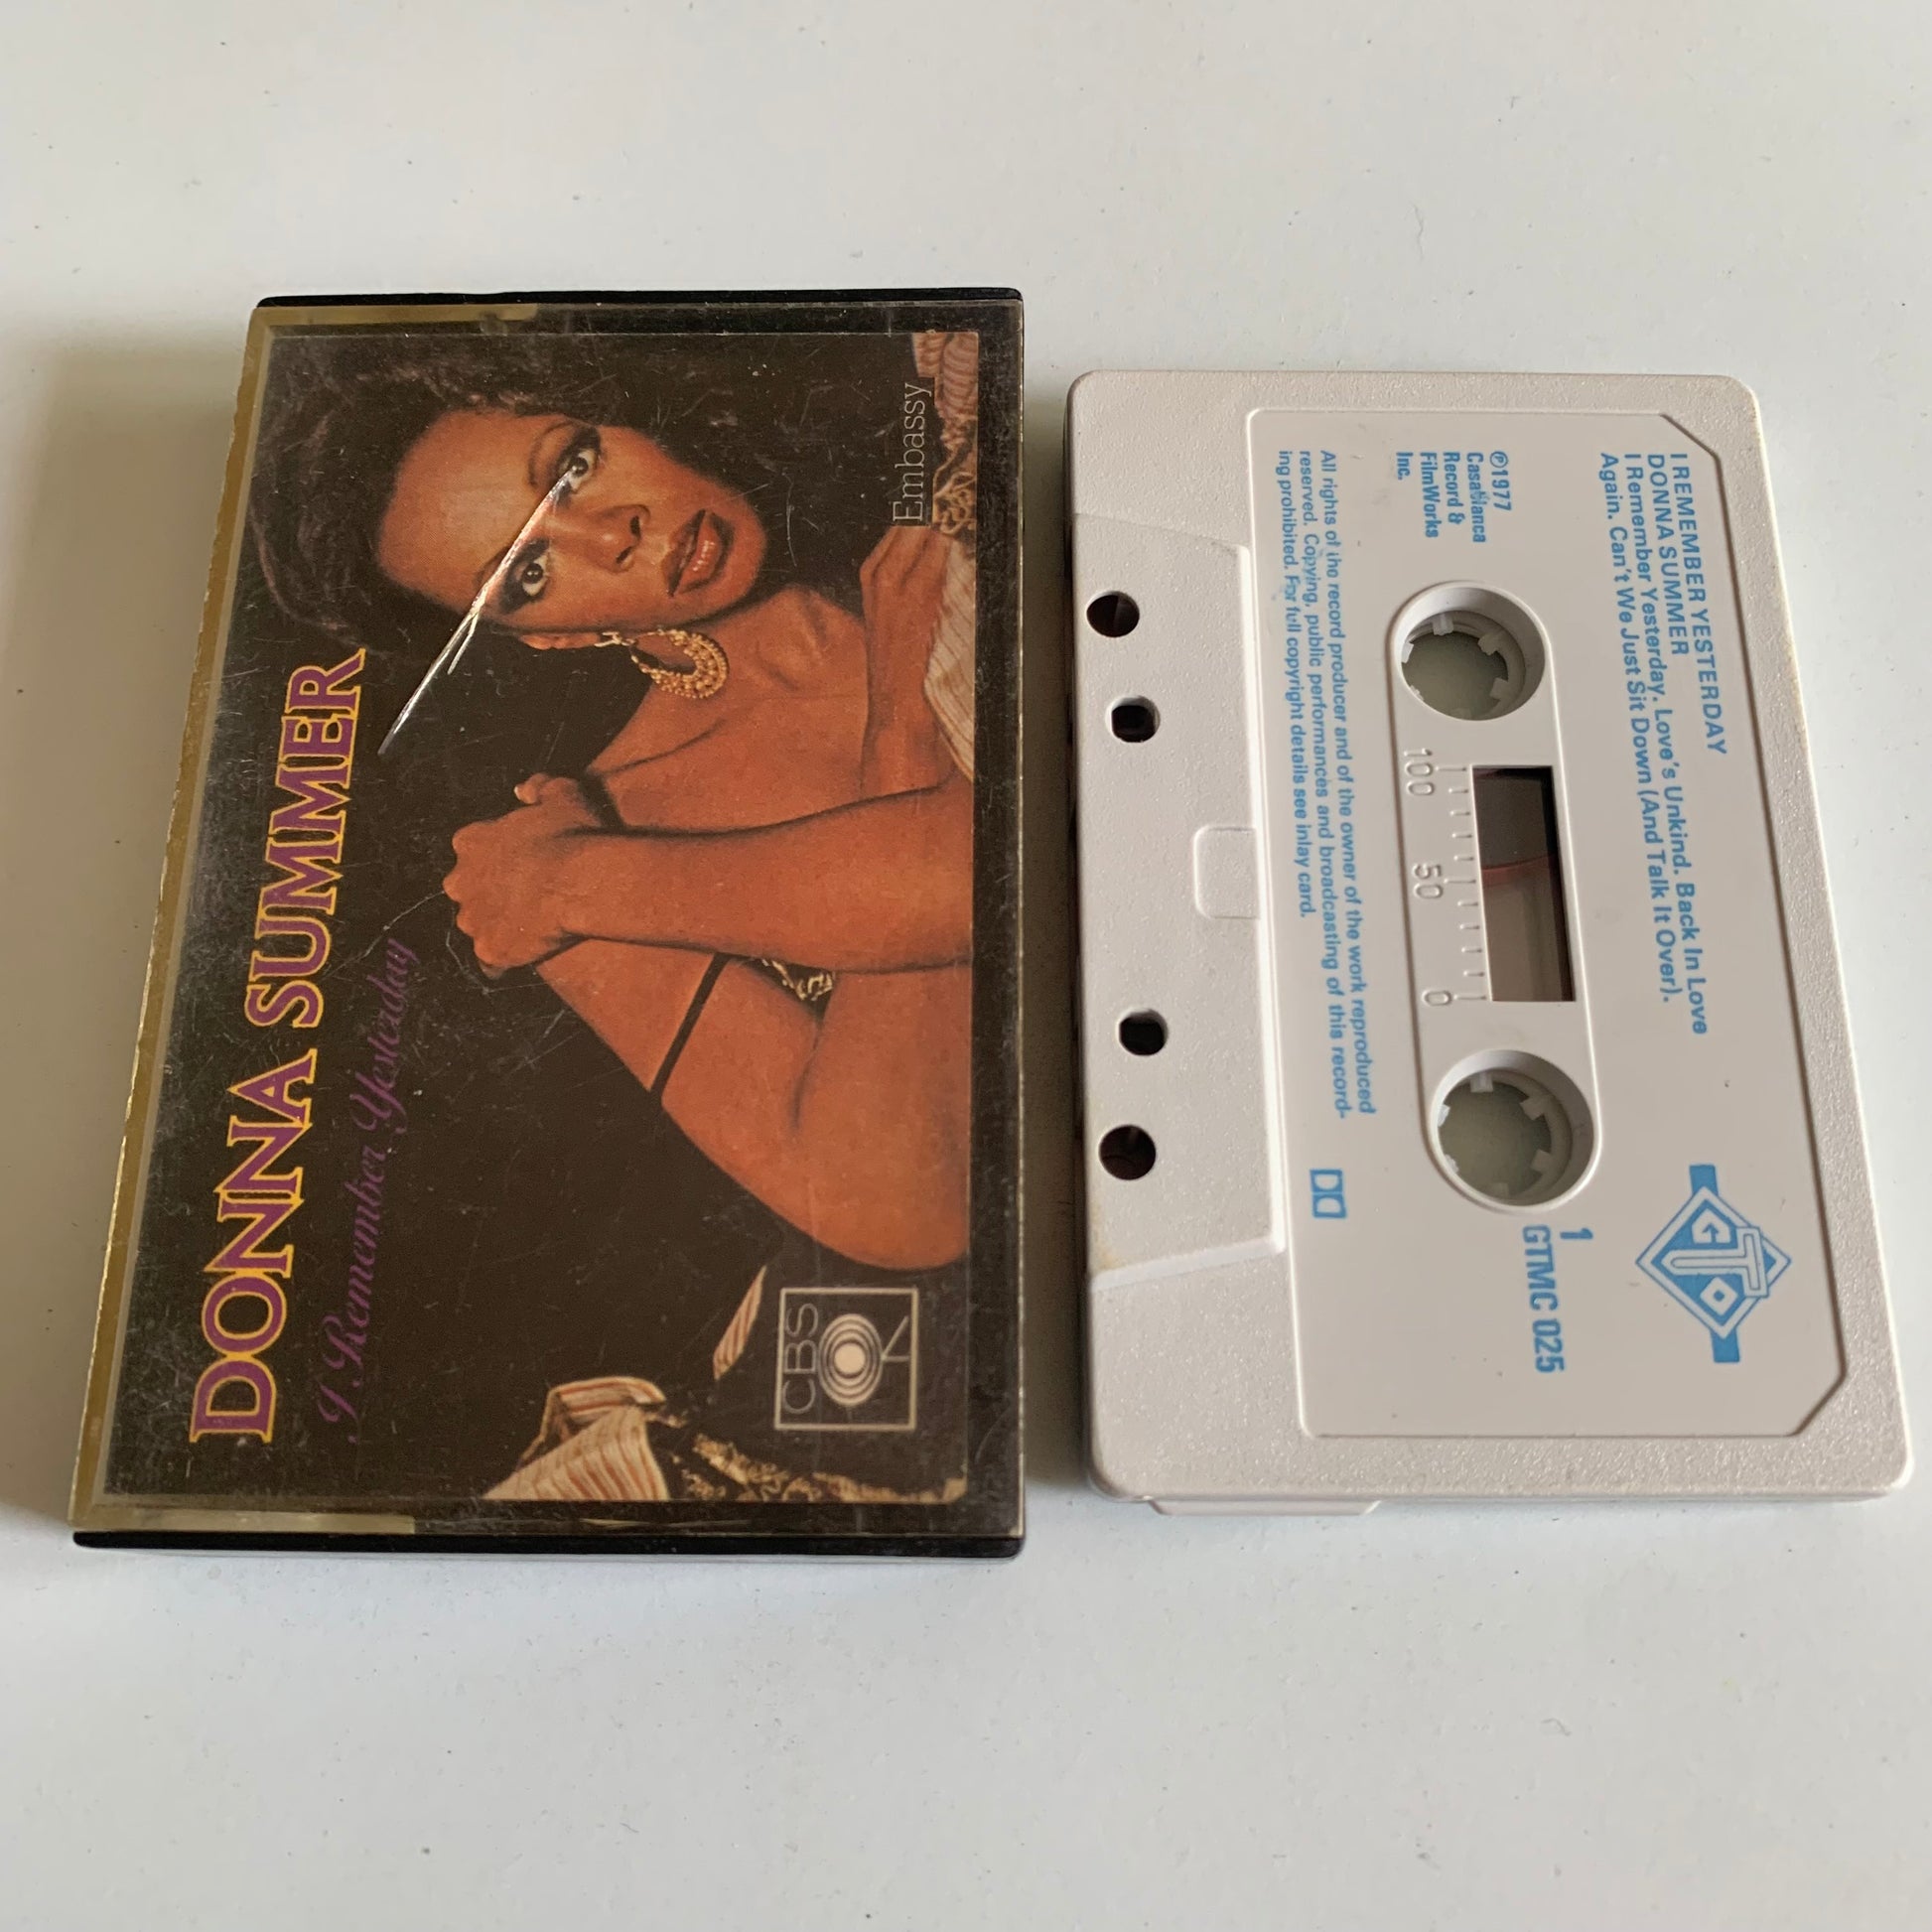 DONNA SUMMER
I Remember Yesterday
Embassy
CBS
I REMEMBER YESTERDAY
DONNA SUMMER
I Remember Yesterday. Love's Unkind. Back In Love
Again. Can't We Just Sit Down (And Talk It Over).
GTO
℗1977
Casablanca
Record &
FilmWorks
Inc.
1
GTMC 025
100 50 0
All rights of the record producer and of the owner of the work reproduced
reserved. Copying, public performances and broadcasting of this record-
ing prohibited. For full copyright details see inlay card.